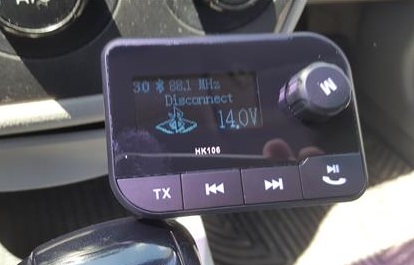 30 88.1 MHz
Disconnect
14.0V
M
HK106
TX